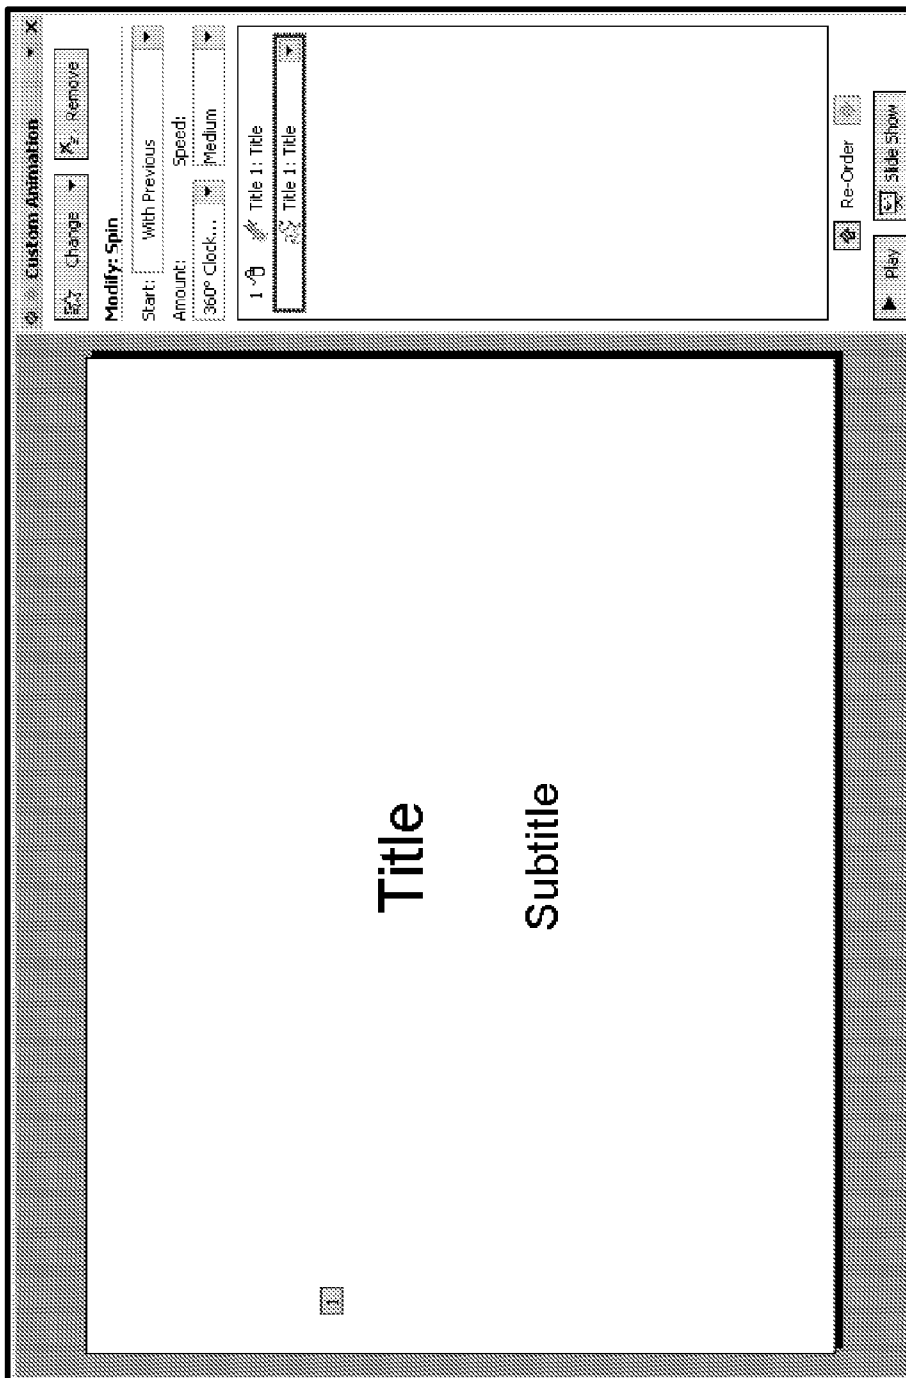 Custom Animation
Change
Remove
Modify: Spin
Start:
With Previous
Amount:
Speed:
360° Clock...
Medium
1 Title 1: Title
Title 1: Title
Re-Order
Play
Slide Show
1
Title
Subtitle